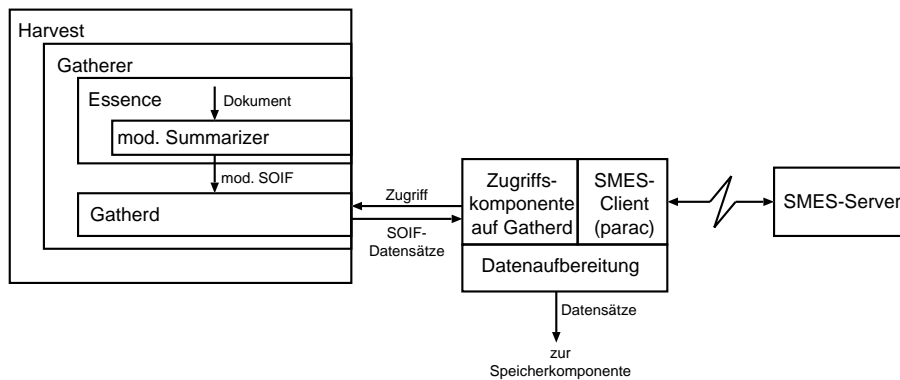 Harvest
Gatherer
Essence
Dokument
mod. Summarizer
mod. SOIF
Gatherd
Zugriff
SOIF-
Datensätze
Zugriffs-
komponente
auf Gatherd
SMES-
Client
(parac)
SMES-Server
Datenaufbereitung
Datensätze
zur
Speicherkomponente